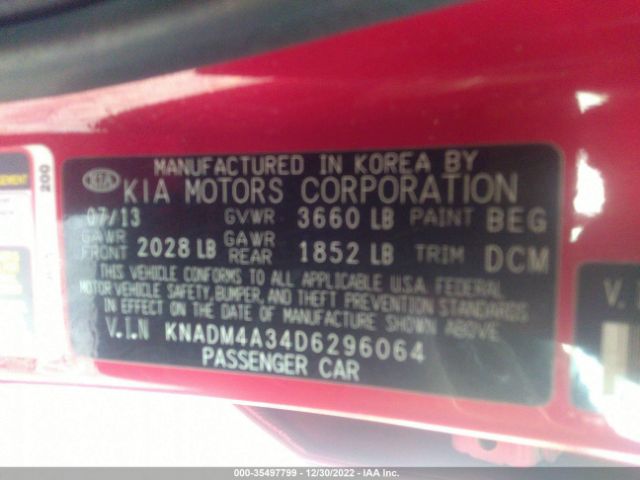 MANUFACTURED IN KOREA BY
KIA KIA MOTORS CORPORATION
07/13 GVWR 3660 LB PAINT BEG
GAWR FRONT 2028 LB GAWR REAR 1852 LB TRIM DCM
THIS VEHICLE CONFORMS TO ALL APPLICABLE U.S.A. FEDERAL
MOTOR VEHICLE SAFETY, BUMPER, AND THEFT PREVENTION STANDARDS
IN EFFECT ON THE DATE OF MANUFACTURE SHOWN ABOVE.
V.I.N KNADM4A34D6296064
PASSENGER CAR
200
V.I
000-35497799 - 12/30/2022 - IAA Inc.